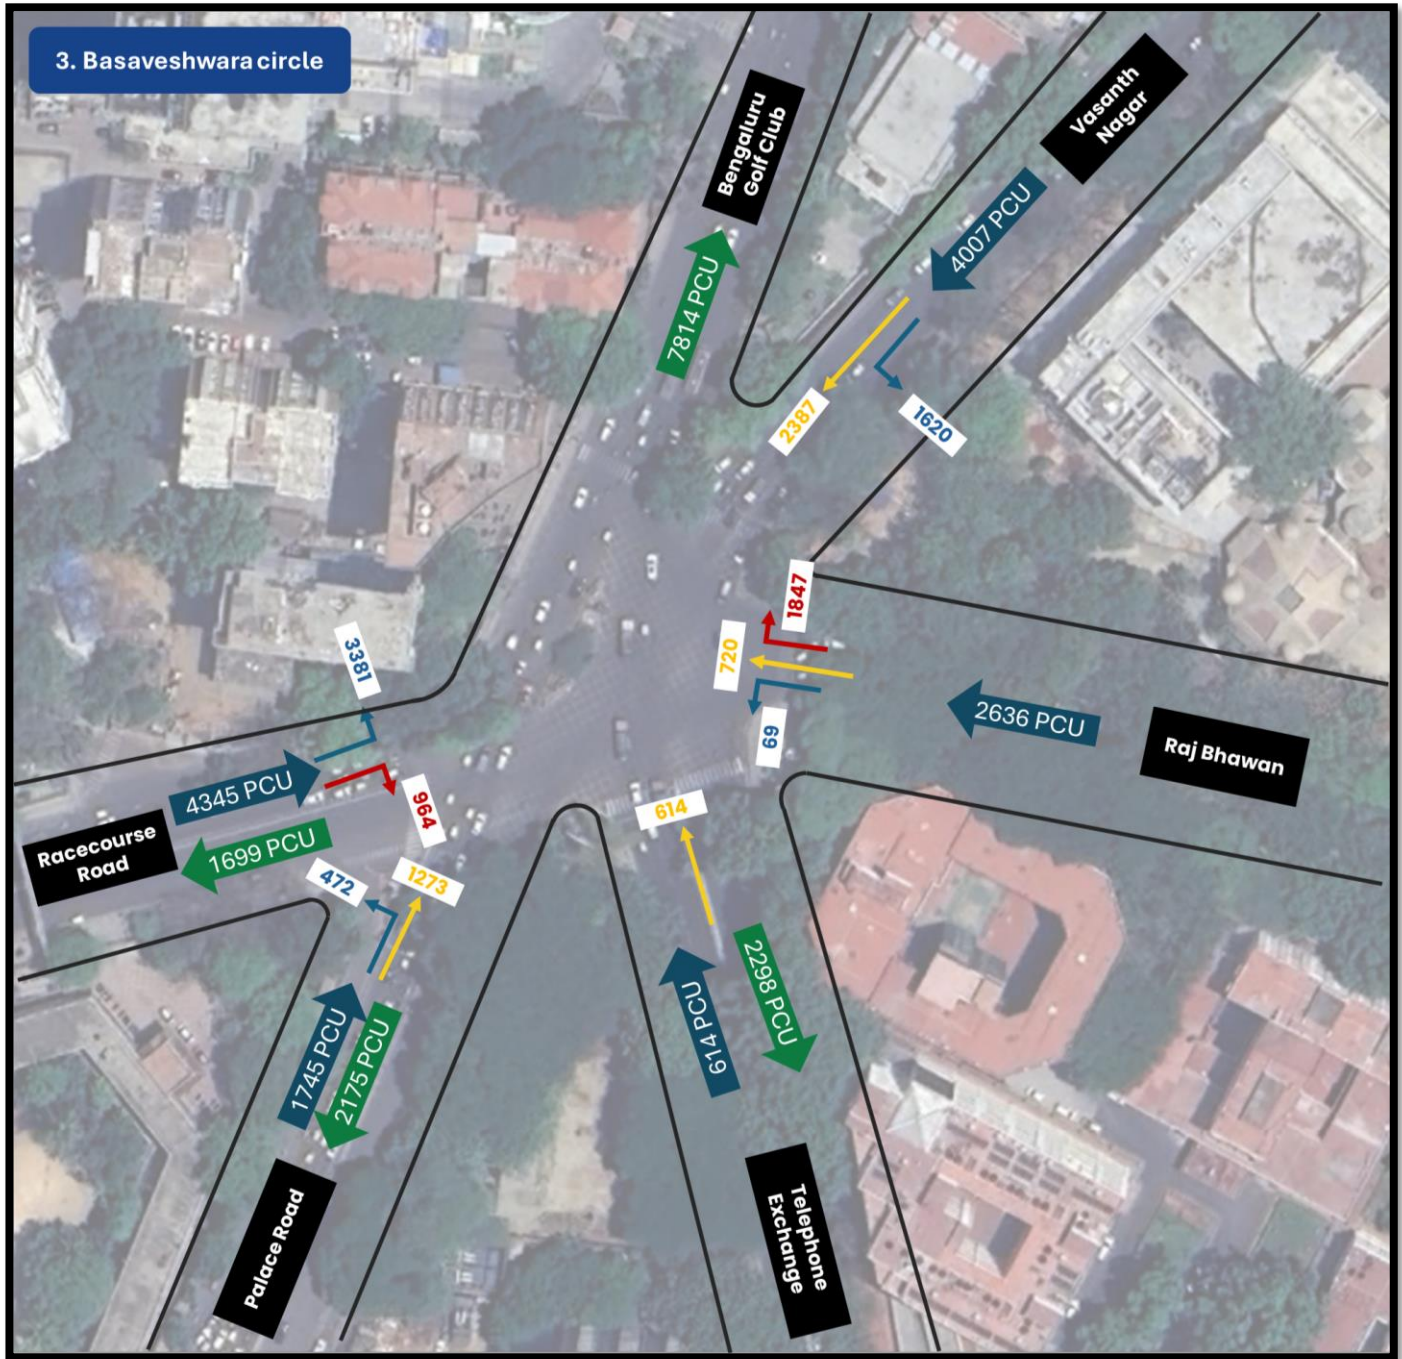 3. Basaveshwara circle
Bengaluru
Golf Club
Vasanth
Nagar
4007 PCU
7814 PCU
2387
1620
1847
720
69
2636 PCU
Raj Bhawan
3381
4345 PCU
964
Racecourse
Road
1699 PCU
472
1273
614
1745 PCU
2175 PCU
614 PCU
2298 PCU
Palace Road
Telephone
Exchange